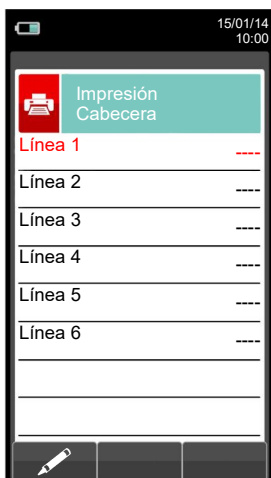 15/01/14
10:00
Impresión
Cabecera
Línea 1 ----
Línea 2 ----
Línea 3 ----
Línea 4 ----
Línea 5 ----
Línea 6 ----